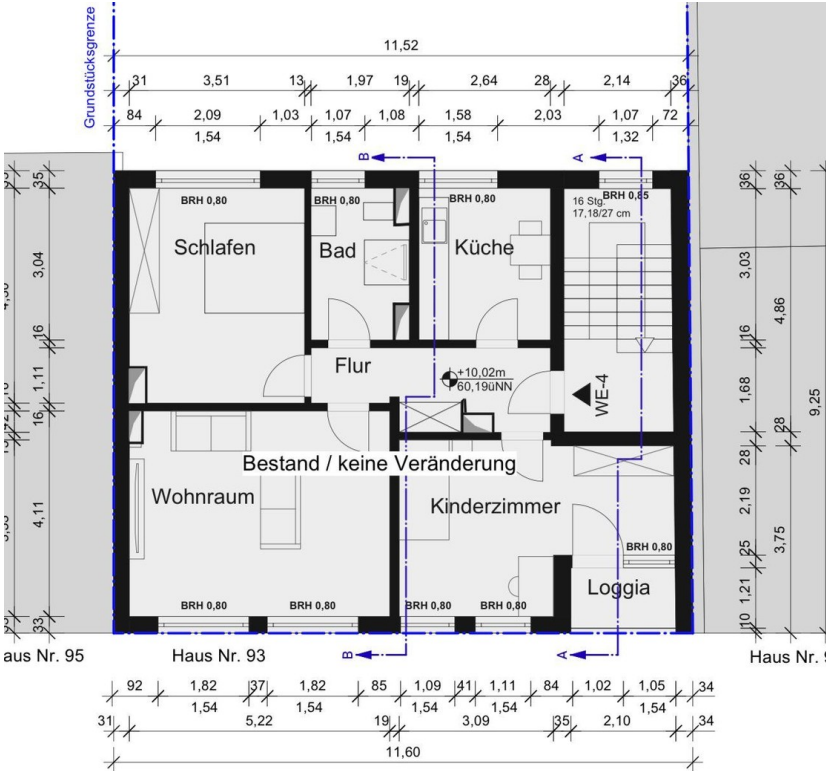 Grundstücksgrenze
11,52
31 3,51 13 1,97 19 2,64 28 2,14 36
84 2,09 1,03 1,07 1,08 1,58 2,03 1,07 72
1,54 1,54 1,54 1,32
B A
BRH 0,80 BRH 0,80 BRH 0,80 BRH 0,85
16 Stg.
17,18/27 cm
Schlafen Bad Küche
Flur
+10,02m
60,19üNN
WE-4
Bestand / keine Veränderung
Wohnraum Kinderzimmer
BRH 0,80
Loggia
BRH 0,80 BRH 0,80 BRH 0,80 BRH 0,80
35
3,04
16
1,11
16
4,11
33
36
3,03
16
1,68
28
2,19
25
1,21
10
36
4,86
28
3,75
9,25
aus Nr. 95 Haus Nr. 93 B A Haus Nr. 9
92 1,82 37 1,82 85 1,09 41 1,11 84 1,02 1,05 34
1,54 1,54 1,54 1,54 1,54
31 5,22 19 3,09 35 2,10 34
11,60